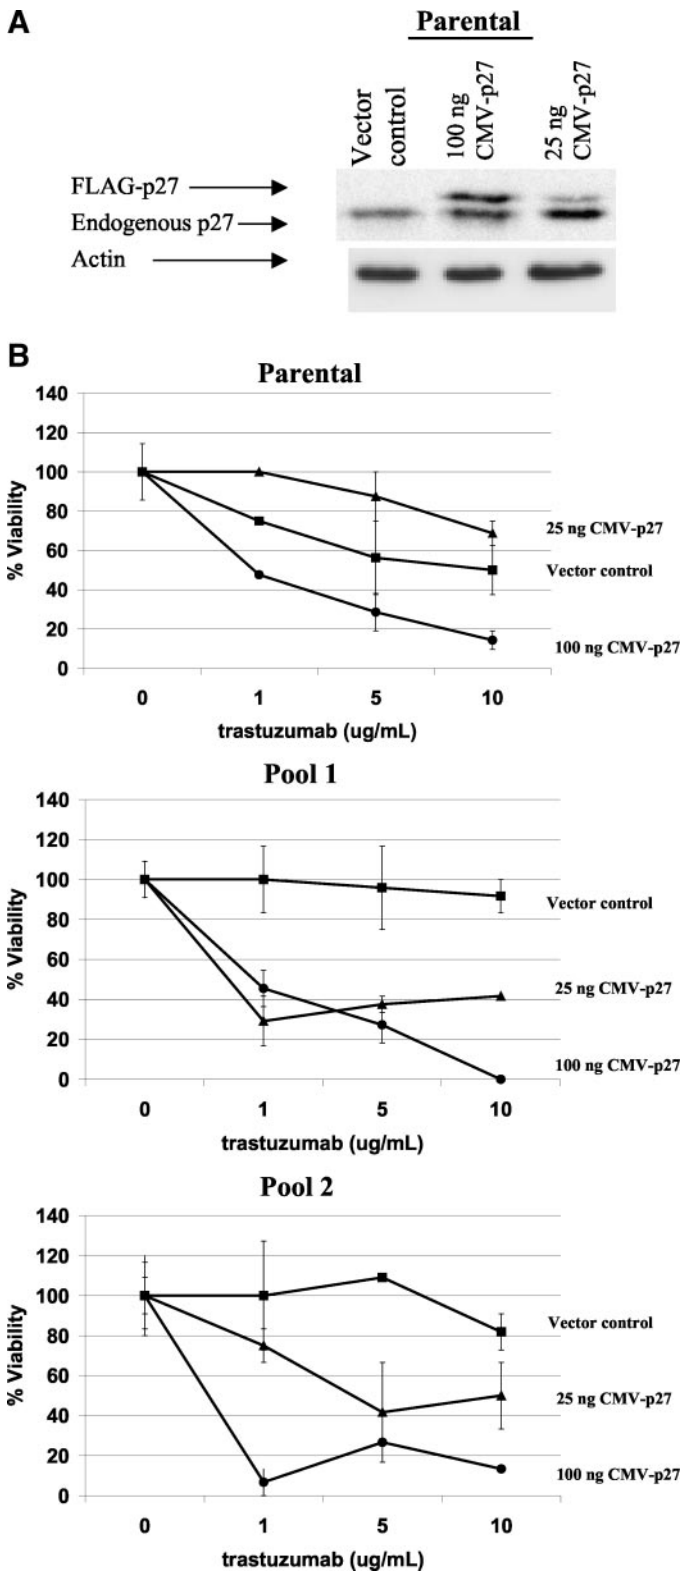 A
Parental
Vector control
100 ng CMV-p27
25 ng CMV-p27
FLAG-p27
Endogenous p27
Actin
B
Parental
% Viability
140
120
100
80
60
40
20
0
25 ng CMV-p27
Vector control
100 ng CMV-p27
0 1 5 10
trastuzumab (ug/mL)
Pool 1
% Viability
140
120
100
80
60
40
20
0
Vector control
25 ng CMV-p27
100 ng CMV-p27
0 1 5 10
trastuzumab (ug/mL)
Pool 2
% Viability
140
120
100
80
60
40
20
0
Vector control
25 ng CMV-p27
100 ng CMV-p27
0 1 5 10
trastuzumab (ug/mL)